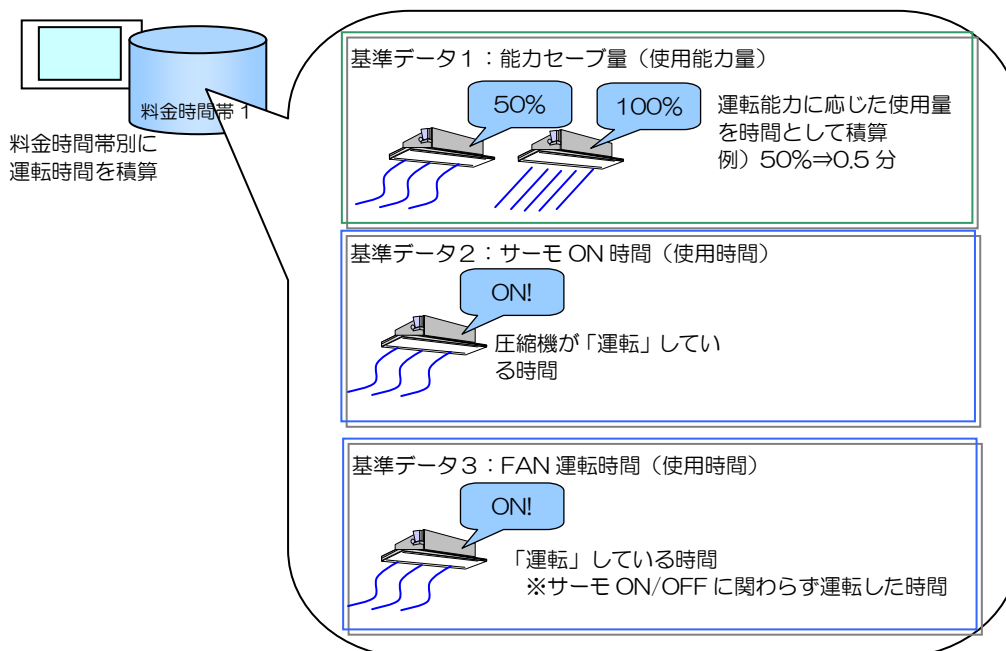 料金時間帯 1
料金時間帯別に
運転時間を積算
基準データ1:能力セーブ量(使用能力量)
50%
100%
運転能力に応じた使用量
を時間として積算
例)50%⇒0.5 分
基準データ2:サーモ ON 時間(使用時間)
ON!
圧縮機が「運転」してい
る時間
基準データ3:FAN 運転時間(使用時間)
ON!
「運転」している時間
※サーモ ON/OFF に関わらず運転した時間